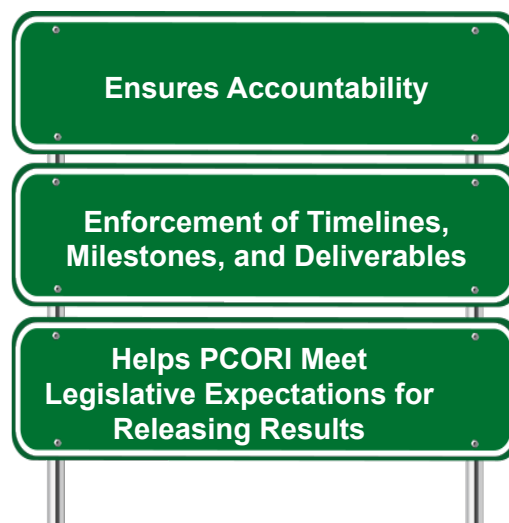 Ensures Accountability
Enforcement of Timelines,
Milestones, and Deliverables
Helps PCORI Meet
Legislative Expectations for
Releasing Results